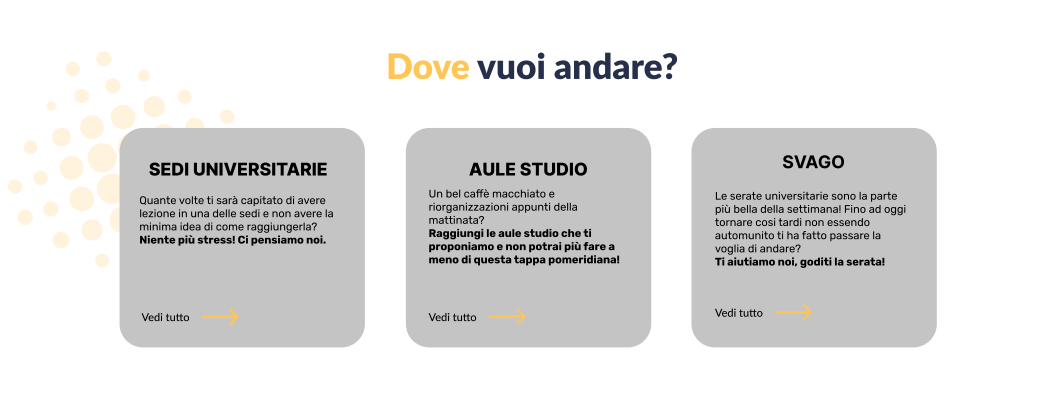 Dove vuoi andare?
SEDI UNIVERSITARIE
Quante volte ti sarà capitato di avere
lezione in una delle sedi e non avere la
minima idea di come raggiungerla?
Niente più stress! Ci pensiamo noi.
Vedi tutto
AULE STUDIO
Un bel caffè macchiato e
riorganizzazioni appunti della
mattinata?
Raggiungi le aule studio che ti
proponiamo e non potrai più fare a
meno di questa tappa pomeridiana!
Vedi tutto
SVAGO
Le serate universitarie sono la parte
più bella della settimana! Fino ad oggi
tornare cosi tardi non essendo
automunito ti ha fatto passare la
voglia di andare?
Ti aiutiamo noi, goditi la serata!
Vedi tutto